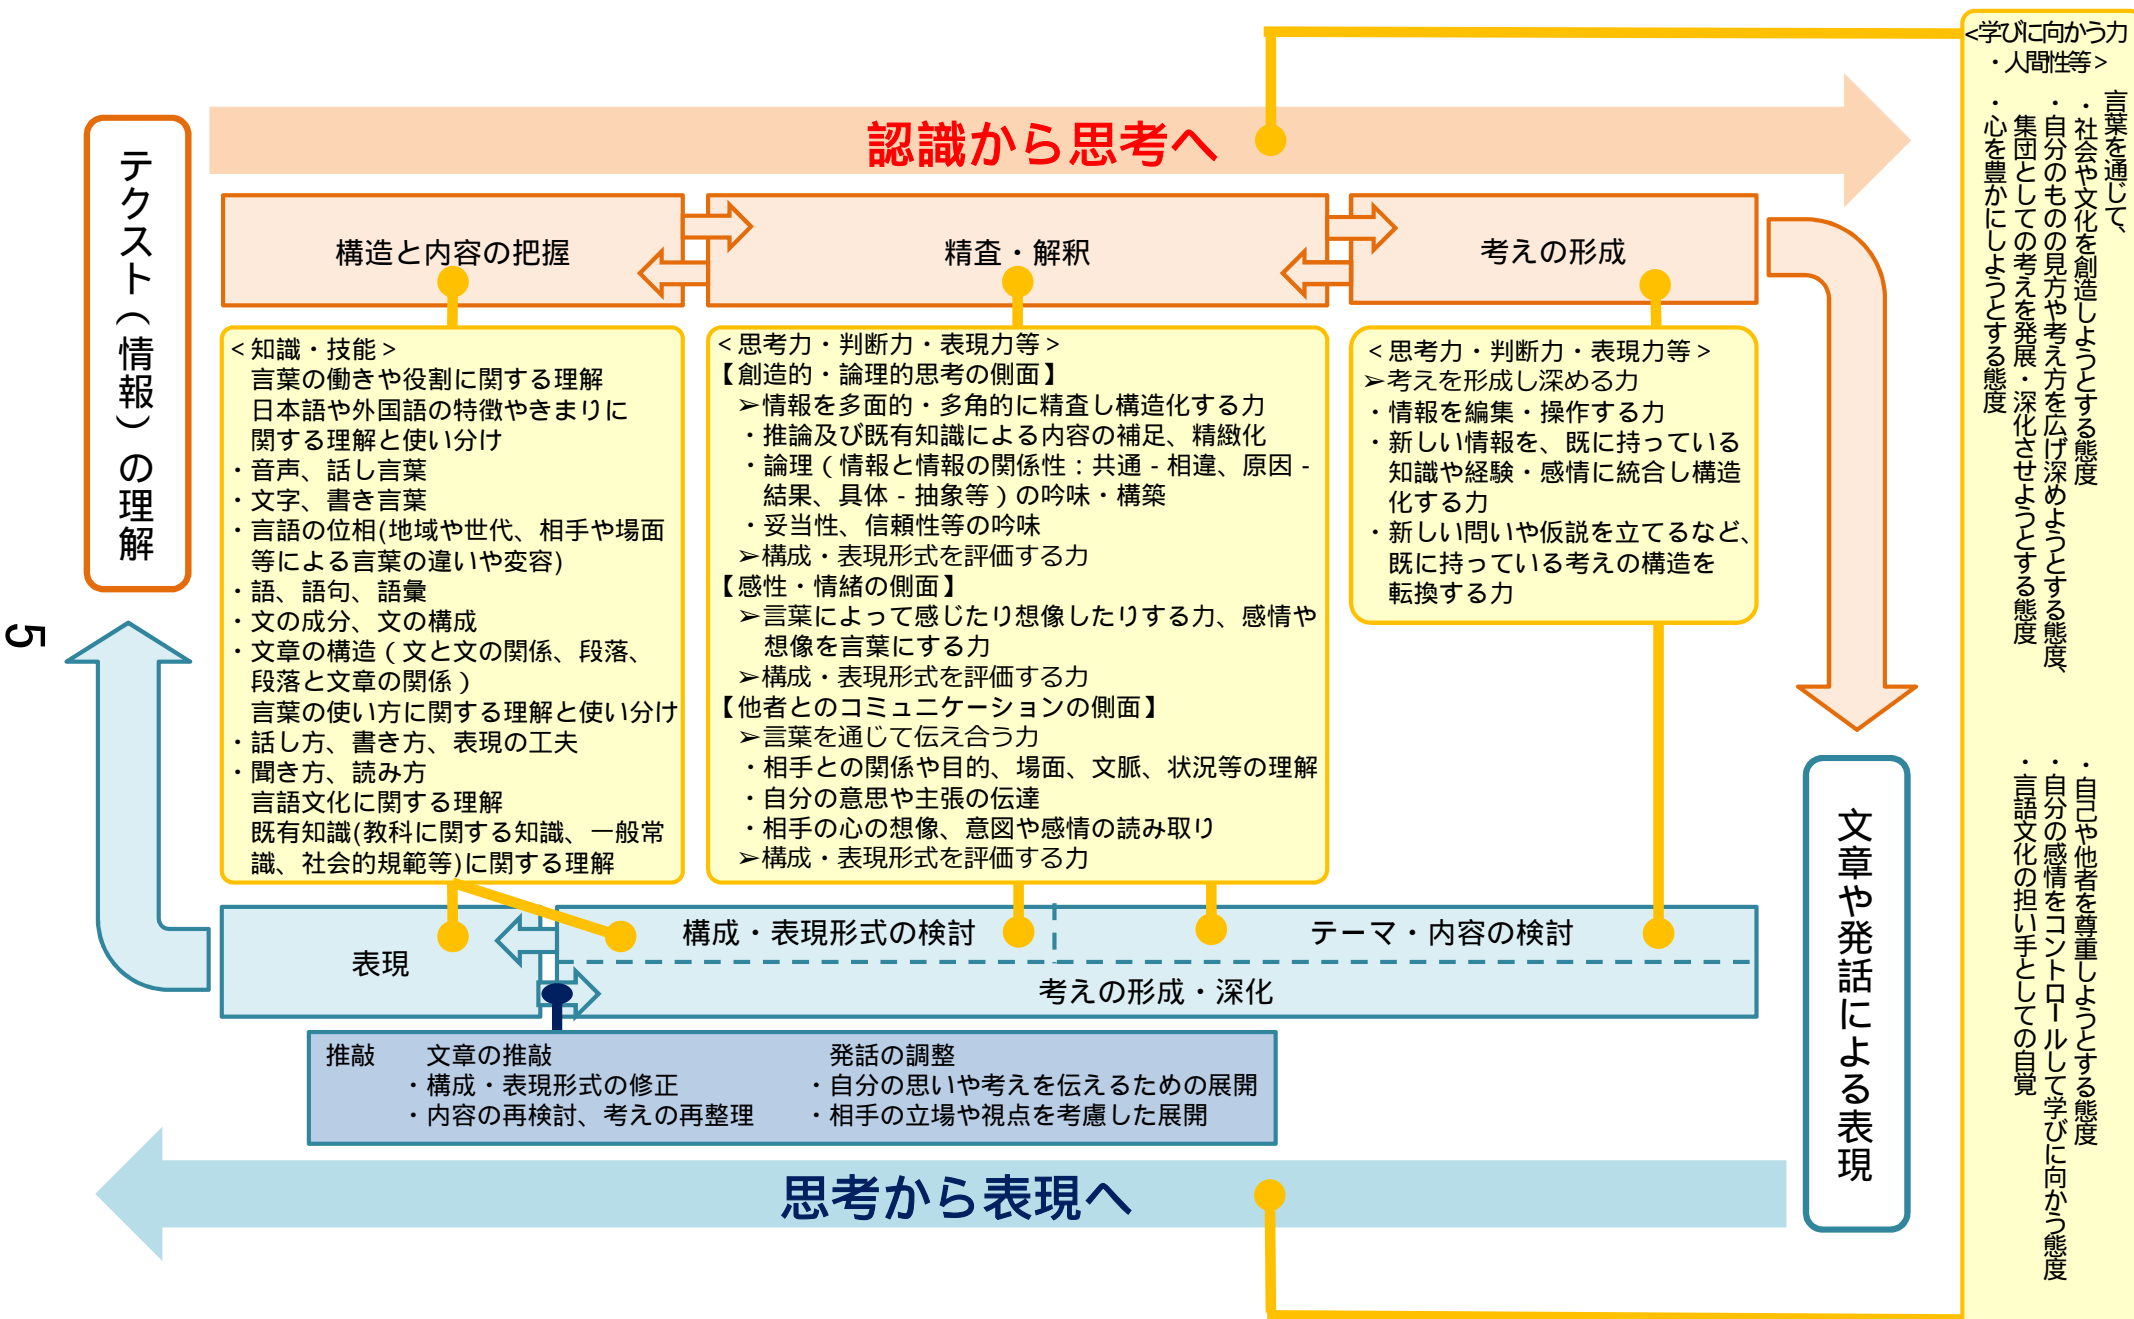 認識から思考へ
テクスト（情報）の理解
構造と内容の把握
精査・解釈
考えの形成
＜知識・技能＞
言葉の働きや役割に関する理解
日本語や外国語の特徴やきまりに
関する理解と使い分け
・音声、話し言葉
・文字、書き言葉
・言語の位相(地域や世代、相手や場面
等による言葉の違いや変容)
・語、語句、語彙
・文の成分、文の構成
・文章の構造（文と文の関係、段落、
段落と文章の関係）
言葉の使い方に関する理解と使い分け
・話し方、書き方、表現の工夫
・聞き方、読み方
言語文化に関する理解
既有知識(教科に関する知識、一般常
識、社会的規範等)に関する理解
＜思考力・判断力・表現力等＞
【創造的・論理的思考の側面】
➢情報を多面的・多角的に精査し構造化する力
・推論及び既有知識による内容の補足、精緻化
・論理（情報と情報の関係性：共通－相違、原因－
結果、具体－抽象等）の吟味・構築
・妥当性、信頼性等の吟味
➢構成・表現形式を評価する力
【感性・情緒の側面】
➢言葉によって感じたり想像したりする力、感情や
想像を言葉にする力
➢構成・表現形式を評価する力
【他者とのコミュニケーションの側面】
➢言葉を通じて伝え合う力
・相手との関係や目的、場面、文脈、状況等の理解
・自分の意思や主張の伝達
・相手の心の想像、意図や感情の読み取り
➢構成・表現形式を評価する力
＜思考力・判断力・表現力等＞
➢考えを形成し深める力
・情報を編集・操作する力
・新しい情報を、既に持っている
知識や経験・感情に統合し構造
化する力
・新しい問いや仮説を立てるなど、
既に持っている考えの構造を
転換する力
表現
構成・表現形式の検討
テーマ・内容の検討
考えの形成・深化
推敲　文章の推敲
・構成・表現形式の修正
・内容の再検討、考えの再整理
発話の調整
・自分の思いや考えを伝えるための展開
・相手の立場や視点を考慮した展開
思考から表現へ
文章や発話による表現
<学びに向かう力
・人間性等>
言葉を通じて、
・社会や文化を創造しようとする態度
・自分のものの見方や考え方を広げ深めようとする態度、
集団としての考えを発展・深化させようとする態度
・心を豊かにしようとする態度
・自己や他者を尊重しようとする態度
・自分の感情をコントロールして学びに向かう態度
・言語文化の担い手としての自覚
5